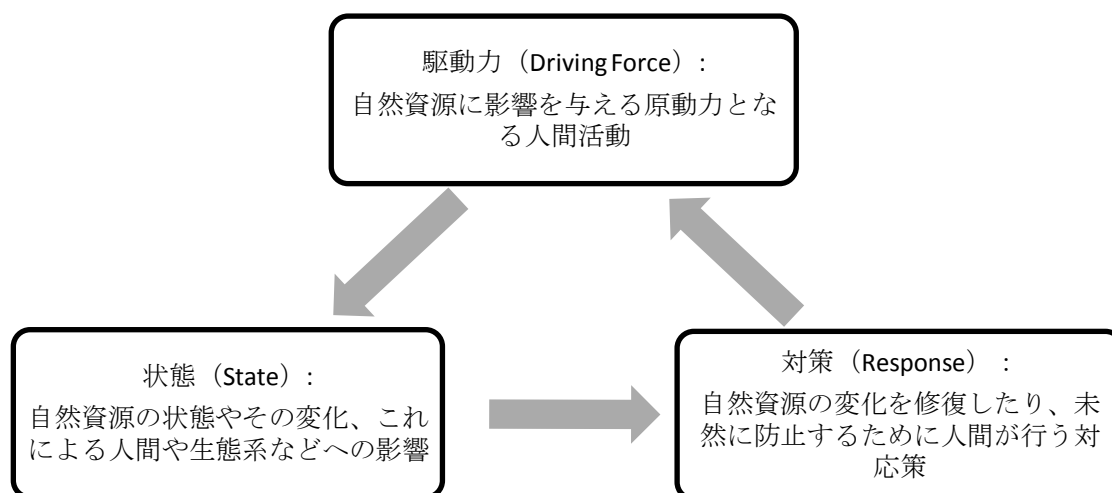 駆動力（Driving Force）:
自然資源に影響を与える原動力とな
る人間活動
状態（State）:
自然資源の状態やその変化、これ
による人間や生態系などへの影響
対策（Response）:
自然資源の変化を修復したり、未
然に防止するために人間が行う対
応策